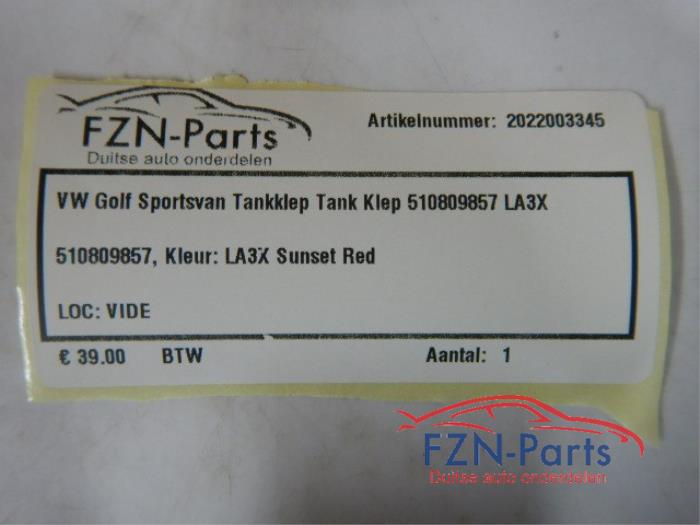 FZN-Parts
Duitse auto onderdelen
Artikelnummer: 2022003345
VW Golf Sportsvan Tankklep Tank Klep 510809857 LA3X
510809857, Kleur: LA3X Sunset Red
LOC: VIDE
€ 39.00 BTW Aantal: 1
FZN-Parts
Duitse auto onderdelen